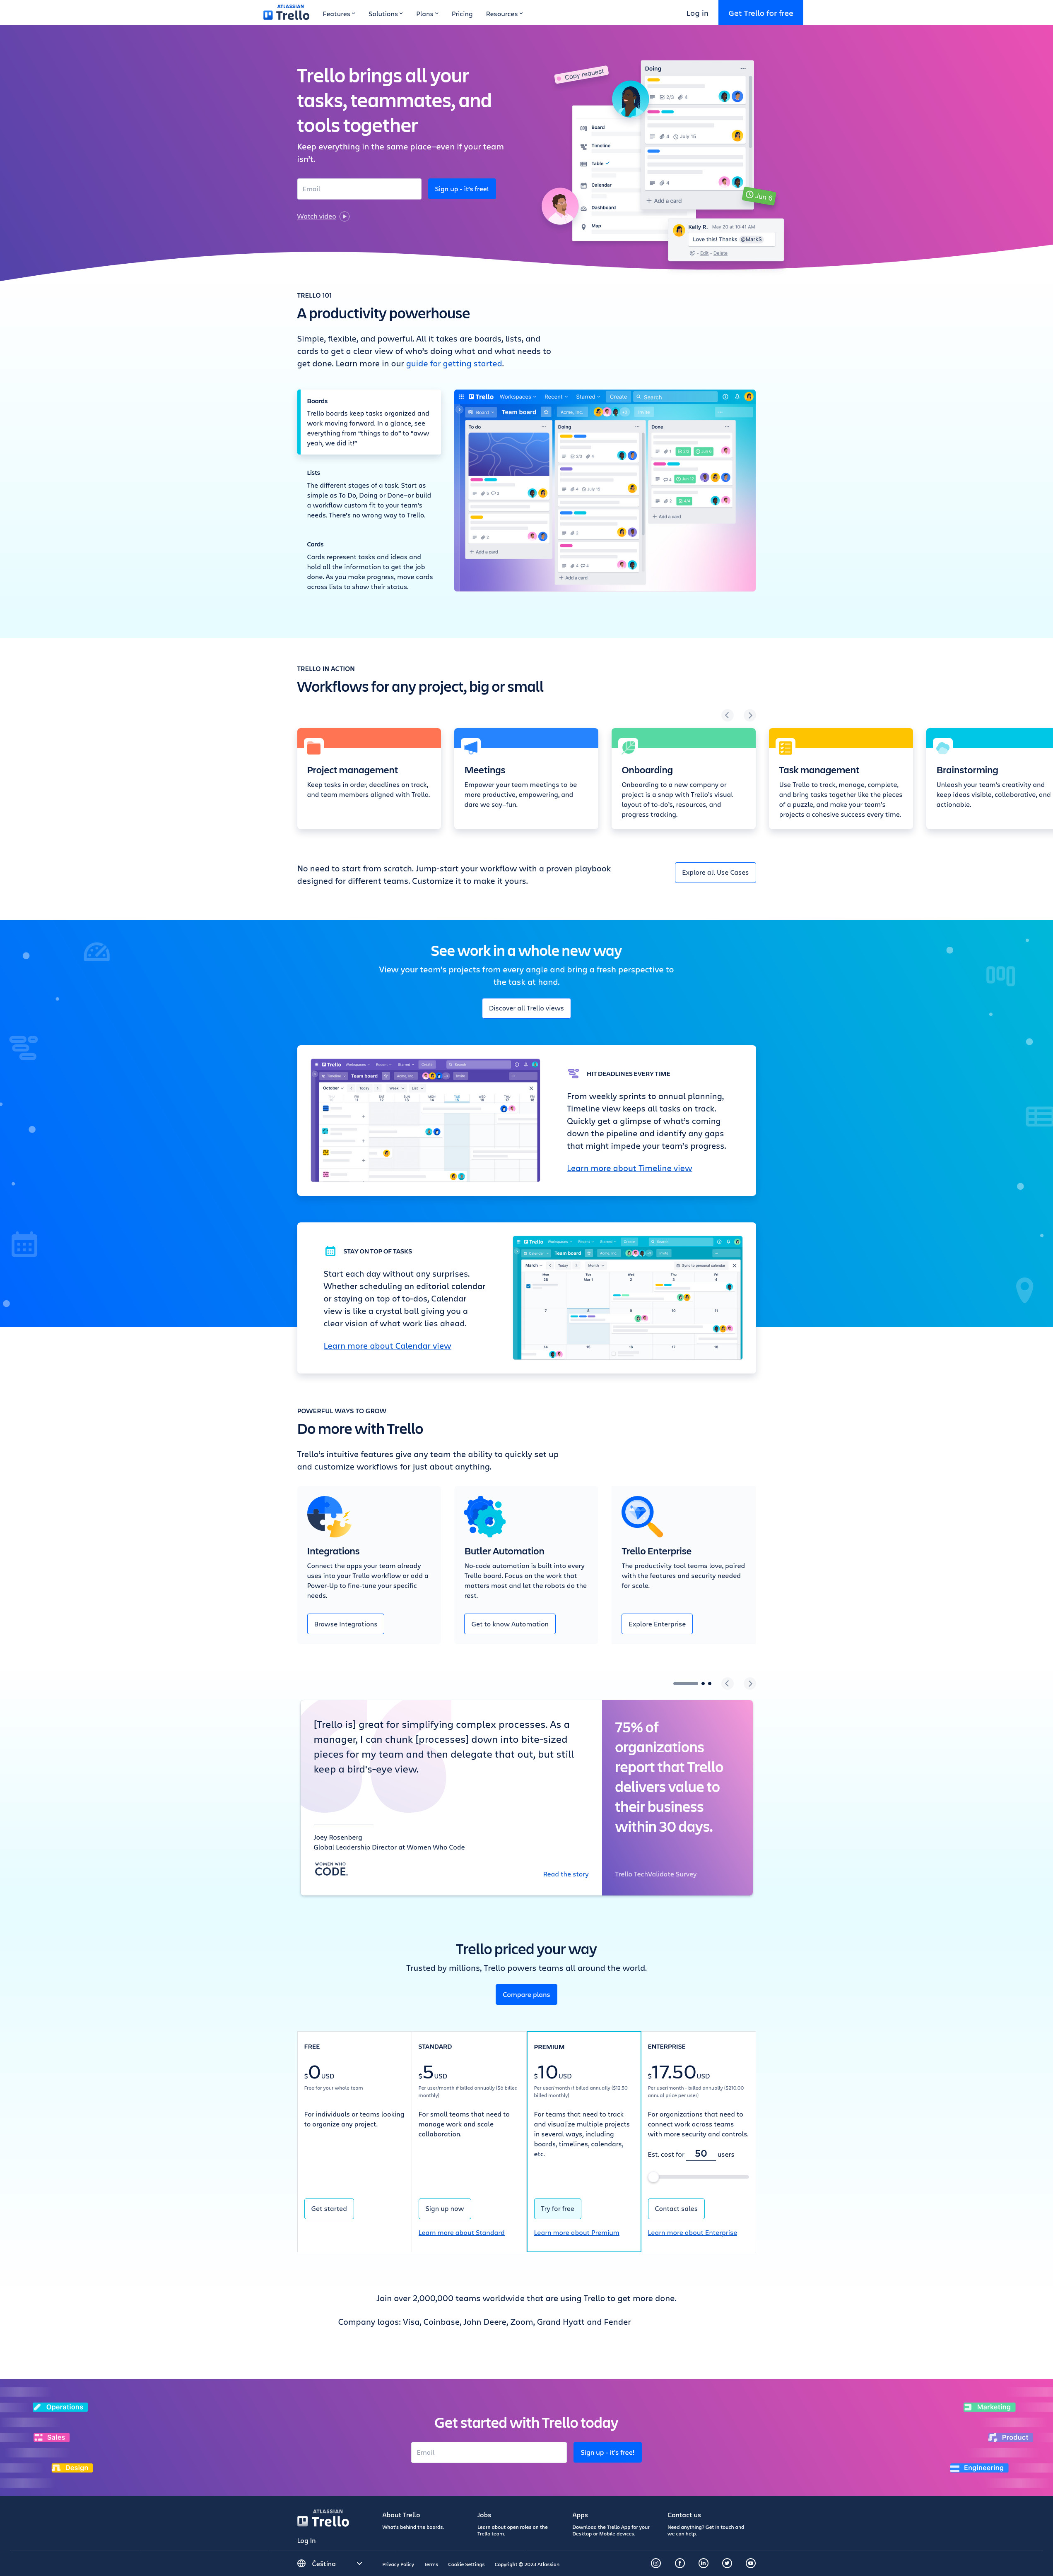 ATLASSIAN
Trello
Features
Solutions
Plans
Pricing
Resources
Log in
Get Trello for free
Trello brings all your
tasks, teammates, and
tools together
Keep everything in the same place—even if your team
isn't.
Email
Sign up - it's free!
Watch video
Copy request
Doing
2/3 4
4 July 15
4
+ Add a card
Board
Timeline
Table
Calendar
Dashboard
Map
Jun 6
Kelly R. May 20 at 10:41 AM
Love this! Thanks @MarkS
Edit - Delete
TRELLO 101
A productivity powerhouse
Simple, flexible, and powerful. All it takes are boards, lists, and
cards to get a clear view of who's doing what and what needs to
get done. Learn more in our guide for getting started.
Boards
Trello boards keep tasks organized and
work moving forward. In a glance, see
everything from “things to do” to “aww
yeah, we did it!”
Lists
The different stages of a task. Start as
simple as To Do, Doing or Done—or build
a workflow custom fit to your team's
needs. There's no wrong way to Trello.
Cards
Cards represent tasks and ideas and
hold all the information to get the job
done. As you make progress, move cards
across lists to show their status.
Trello Workspaces Recent Starred Create Search
Board Team board
To do
Doing
Done
+ Add a card
+ Add a card
+ Add a card
TRELLO IN ACTION
Workflows for any project, big or small
Project management
Keep tasks in order, deadlines on track,
and team members aligned with Trello.
Meetings
Empower your team meetings to be
more productive, empowering, and
dare we say—fun.
Onboarding
Onboarding to a new company or
project is a snap with Trello's visual
layout of to-do's, resources, and
progress tracking.
Task management
Use Trello to track, manage, complete,
and bring tasks together like the pieces
of a puzzle, and make your team's
projects a cohesive success every time.
Brainstorming
Unleash your team's creativity and
keep ideas visible, collaborative, and
actionable.
No need to start from scratch. Jump-start your workflow with a proven playbook
designed for different teams. Customize it to make it yours.
Explore all Use Cases
See work in a whole new way
View your team's projects from every angle and bring a fresh perspective to
the task at hand.
Discover all Trello views
Trello
Team board
October Today Week List
HIT DEADLINES EVERY TIME
From weekly sprints to annual planning,
Timeline view keeps all tasks on track.
Quickly get a glimpse of what's coming
down the pipeline and identify any gaps
that might impede your team's progress.
Learn more about Timeline view
STAY ON TOP OF TASKS
Start each day without any surprises.
Whether scheduling an editorial calendar
or staying on top of to-dos, Calendar
view is like a crystal ball giving you a
clear vision of what work lies ahead.
Learn more about Calendar view
Trello
Team board
March Today Month Sync to personal calendar
POWERFUL WAYS TO GROW
Do more with Trello
Trello's intuitive features give any team the ability to quickly set up
and customize workflows for just about anything.
Integrations
Connect the apps your team already
uses into your Trello workflow or add a
Power-Up to fine-tune your specific
needs.
Browse Integrations
Butler Automation
No-code automation is built into every
Trello board. Focus on the work that
matters most and let the robots do the
rest.
Get to know Automation
Trello Enterprise
The productivity tool teams love, paired
with the features and security needed
for scale.
Explore Enterprise
[Trello is] great for simplifying complex processes. As a
manager, I can chunk [processes] down into bite-sized
pieces for my team and then delegate that out, but still
keep a bird's-eye view.
Joey Rosenberg
Global Leadership Director at Women Who Code
WOMEN WHO
CODE.
Read the story
75% of
organizations
report that Trello
delivers value to
their business
within 30 days.
Trello TechValidate Survey
Trello priced your way
Trusted by millions, Trello powers teams all around the world.
Compare plans
FREE
$0USD
Free for your whole team
For individuals or teams looking
to organize any project.
Get started
STANDARD
$5USD
Per user/month if billed annually ($6 billed
monthly)
For small teams that need to
manage work and scale
collaboration.
Sign up now
Learn more about Standard
PREMIUM
$10USD
Per user/month if billed annually ($12.50
billed monthly)
For teams that need to track
and visualize multiple projects
in several ways, including
boards, timelines, calendars,
etc.
Try for free
Learn more about Premium
ENTERPRISE
$17.50USD
Per user/month - billed annually ($210.00
annual price per user)
For organizations that need to
connect work across teams
with more security and controls.
Est. cost for 50 users
Contact sales
Learn more about Enterprise
Join over 2,000,000 teams worldwide that are using Trello to get more done.
Company logos: Visa, Coinbase, John Deere, Zoom, Grand Hyatt and Fender
Operations
Sales
Design
Get started with Trello today
Email
Sign up - it's free!
Marketing
Product
Engineering
ATLASSIAN
Trello
Log In
About Trello
What's behind the boards.
Jobs
Learn about open roles on the
Trello team.
Apps
Download the Trello App for your
Desktop or Mobile devices.
Contact us
Need anything? Get in touch and
we can help.
Čeština
Privacy Policy
Terms
Cookie Settings
Copyright © 2023 Atlassian